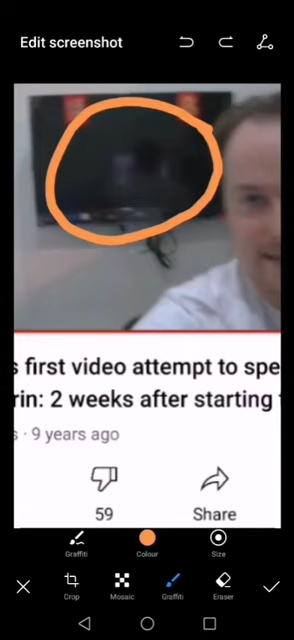 Edit screenshot
s first video attempt to spe
rin: 2 weeks after starting
s · 9 years ago
59
Share
Graffiti
Colour
Size
Crop
Mosaic
Graffiti
Eraser